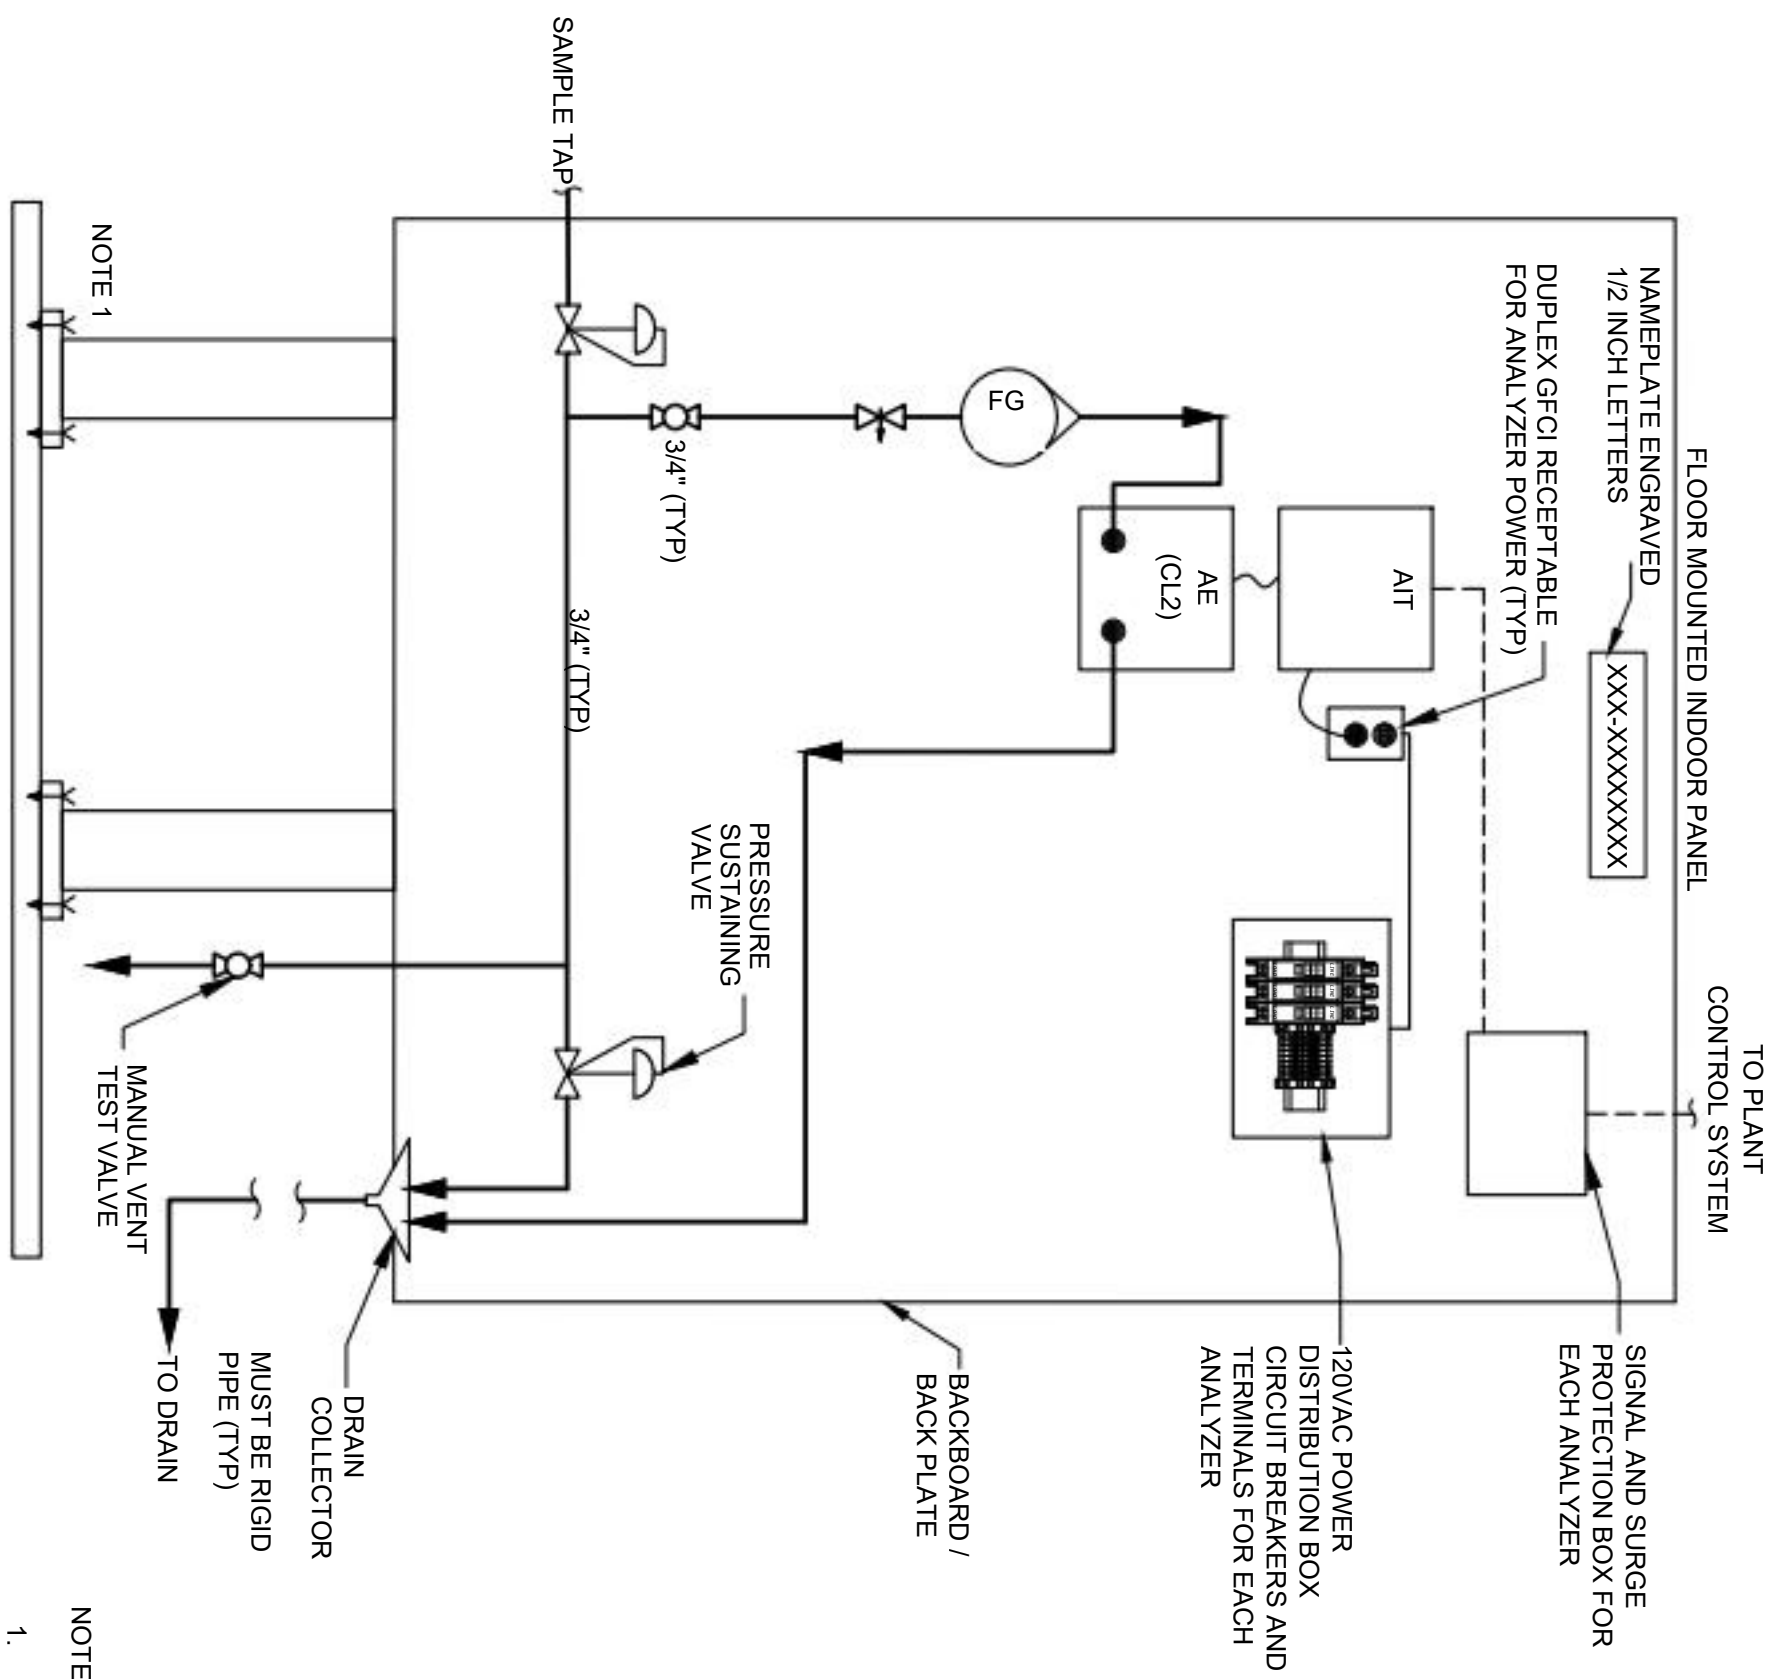 TO PLANT
CONTROL SYSTEM
FLOOR MOUNTED INDOOR PANEL
NAMEPLATE ENGRAVED
1/2 INCH LETTERS
XXX-XXXXXXX
DUPLEX GFCI RECEPTABLE
FOR ANALYZER POWER (TYP)
SIGNAL AND SURGE
PROTECTION BOX FOR
EACH ANALYZER
AIT
AE
(CL2)
120VAC POWER
DISTRIBUTION BOX
CIRCUIT BREAKERS AND
TERMINALS FOR EACH
ANALYZER
FG
BACKBOARD /
BACK PLATE
3/4" (TYP)
PRESSURE
SUSTAINING
VALVE
SAMPLE TAP
3/4" (TYP)
DRAIN
COLLECTOR
MUST BE RIGID
PIPE (TYP)
TO DRAIN
MANUAL VENT
TEST VALVE
NOTE 1
NOTE
1.